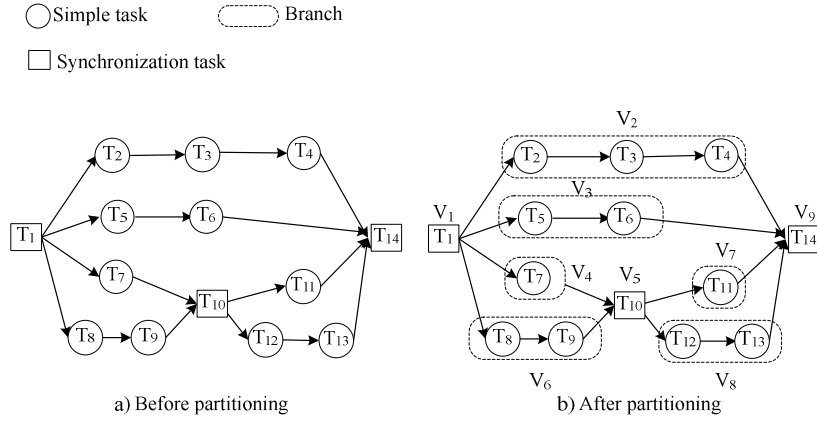 Simple task
Branch
Synchronization task
T2 T3 T4
T5 T6
T1
T14
T7
T10
T11
T8 T9
T12 T13
a) Before partitioning
V2
T2 T3 T4
V3
V1
T5 T6
V9
T1
T14
T7
V4
V5
V7
T10
T11
T8 T9
T12 T13
V6
V8
b) After partitioning